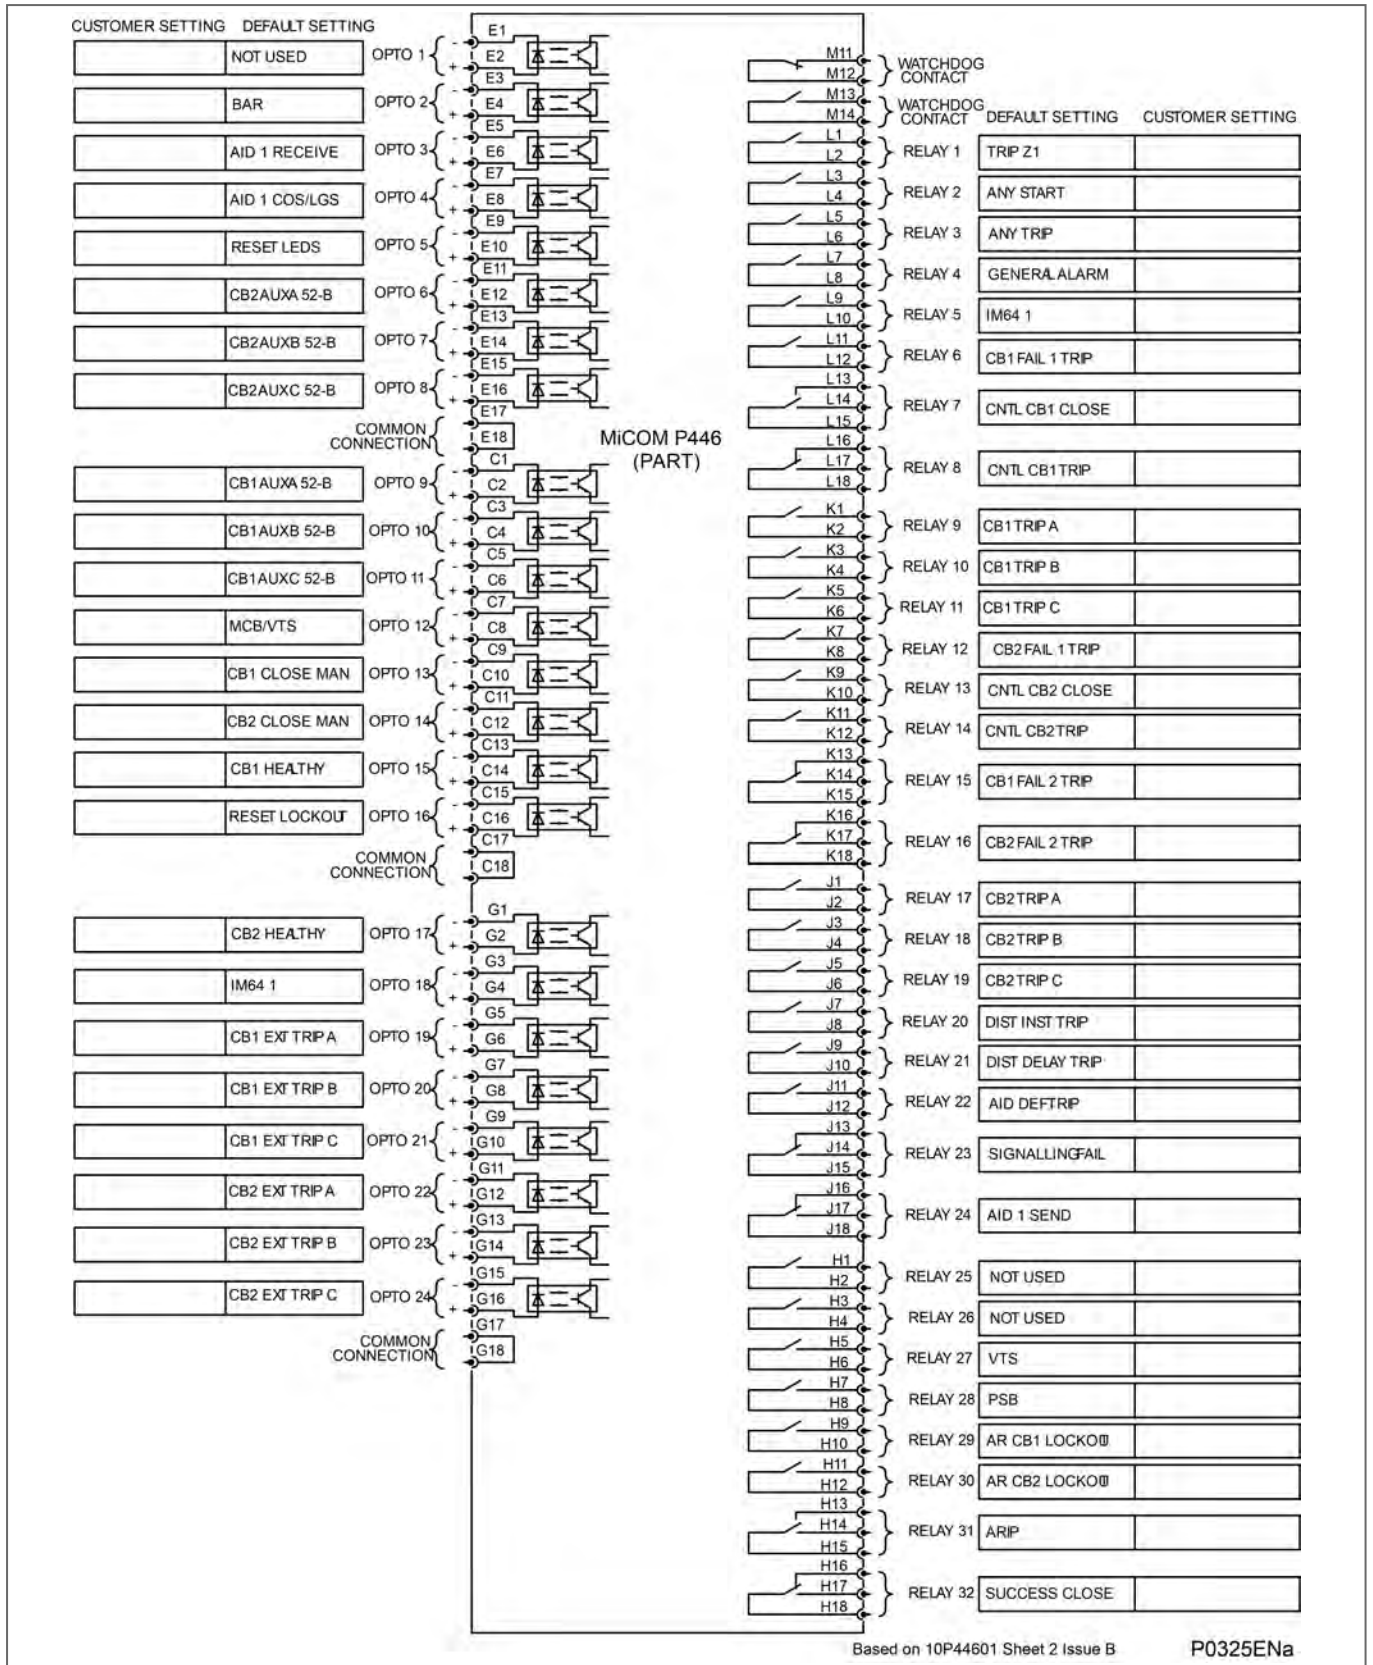 CUSTOMER SETTING DEFAULT SETTING
NOT USED OPTO 1 - +
E1
E2
BAR OPTO 2 - +
E3
E4
AID 1 RECEIVE OPTO 3 - +
E5
E6
AID 1 COS/LGS OPTO 4 - +
E7
E8
RESET LEDS OPTO 5 - +
E9
E10
CB2AUXA 52-B OPTO 6 - +
E11
E12
CB2AUXB 52-B OPTO 7 - +
E13
E14
CB2AUXC 52-B OPTO 8 - +
E15
E16
COMMON
CONNECTION
E17
E18
CB1AUXA 52-B OPTO 9 - +
C1
C2
CB1AUXB 52-B OPTO 10 - +
C3
C4
CB1AUXC 52-B OPTO 11 - +
C5
C6
MCB/VTS OPTO 12 - +
C7
C8
CB1 CLOSE MAN OPTO 13 - +
C9
C10
CB2 CLOSE MAN OPTO 14 - +
C11
C12
CB1 HEALTHY OPTO 15 - +
C13
C14
RESET LOCKOUT OPTO 16 - +
C15
C16
COMMON
CONNECTION
C17
C18
CB2 HEALTHY OPTO 17 - +
G1
G2
IM64 1 OPTO 18 - +
G3
G4
CB1 EXT TRIP A OPTO 19 - +
G5
G6
CB1 EXT TRIP B OPTO 20 - +
G7
G8
CB1 EXT TRIP C OPTO 21 - +
G9
G10
CB2 EXT TRIP A OPTO 22 - +
G11
G12
CB2 EXT TRIP B OPTO 23 - +
G13
G14
CB2 EXT TRIP C OPTO 24 - +
G15
G16
COMMON
CONNECTION
G17
G18
MiCOM P446
(PART)
M11
M12
WATCHDOG
CONTACT
M13
M14
WATCHDOG
CONTACT
DEFAULT SETTING CUSTOMER SETTING
L1
L2
RELAY 1 TRIP Z1
L3
L4
RELAY 2 ANY START
L5
L6
RELAY 3 ANY TRIP
L7
L8
RELAY 4 GENERAL ALARM
L9
L10
RELAY 5 IM64 1
L11
L12
RELAY 6 CB1 FAIL 1 TRIP
L13
L14
L15
RELAY 7 CNTL CB1 CLOSE
L16
L17
L18
RELAY 8 CNTL CB1 TRIP
K1
K2
RELAY 9 CB1 TRIP A
K3
K4
RELAY 10 CB1 TRIP B
K5
K6
RELAY 11 CB1 TRIP C
K7
K8
RELAY 12 CB2 FAIL 1 TRIP
K9
K10
RELAY 13 CNTL CB2 CLOSE
K11
K12
RELAY 14 CNTL CB2 TRIP
K13
K14
K15
RELAY 15 CB1 FAIL 2 TRIP
K16
K17
K18
RELAY 16 CB2 FAIL 2 TRIP
J1
J2
RELAY 17 CB2 TRIP A
J3
J4
RELAY 18 CB2 TRIP B
J5
J6
RELAY 19 CB2 TRIP C
J7
J8
RELAY 20 DIST INST TRIP
J9
J10
RELAY 21 DIST DELAY TRIP
J11
J12
RELAY 22 AID DEF TRIP
J13
J14
J15
RELAY 23 SIGNALLING FAIL
J16
J17
J18
RELAY 24 AID 1 SEND
H1
H2
RELAY 25 NOT USED
H3
H4
RELAY 26 NOT USED
H5
H6
RELAY 27 VTS
H7
H8
RELAY 28 PSB
H9
H10
RELAY 29 AR CB1 LOCKOUT
H11
H12
RELAY 30 AR CB2 LOCKOUT
H13
H14
H15
RELAY 31 ARIP
H16
H17
H18
RELAY 32 SUCCESS CLOSE
Based on 10P44601 Sheet 2 Issue B
P0325ENa